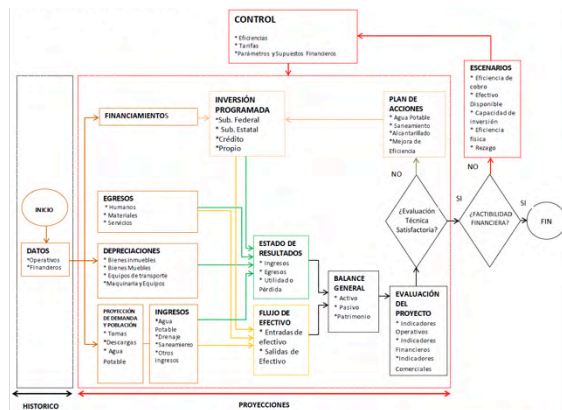 CONTROL
* Eficiencias
* Tarifas
*Parámetros y Supuestos Financieros
ESCENARIOS
* Eficiencia de
cobro
* Efectivo
Disponible
* Capacidad de
inversión
* Eficiencia
física
* Rezago
FINANCIAMIENTOS
INVERSIÓN
PROGRAMADA
*Sub. Federal
* Sub. Estatal
*Crédito
*Propio
PLAN DE
ACCIONES
* Agua Potable
* Saneamiento
* Alcantarillado
* Mejora de
Eficiencia
NO
NO
INICIO
EGRESOS
* Humanos
* Materiales
* Servicios
¿Evaluación
Técnica
Satisfactoria?
SI
¿FACTIBILIDAD
FINANCIERA?
SI
FIN
DATOS
*Operativos
*Financieros
DEPRECIACIONES
* Bienes inmuebles
* Bienes Muebles
* Equipos de transporte
*Maquinaria y Equipos
ESTADO DE
RESULTADOS
* Ingresos
* Egresos
* Utilidad o
Pérdida
BALANCE
GENERAL
* Activo
* Pasivo
*Patrimonio
EVALUACIÓN
DEL
PROYECTO
* Indicadores
Operativos
* Indicadores
Financieros
*Indicadores
Comerciales
PROYECCIÓN DE
DEMANDA Y
POBLACIÓN
* Tomas
*Descargas
* Agua
Potable
INGRESOS
*Agua
Potable
*Drenaje
*Saneamiento
*Otros
Ingresos
FLUJO DE
EFECTIVO
* Entradas de
efectivo
* Salidas de
Efectivo
HISTORICO
PROYECCIONES